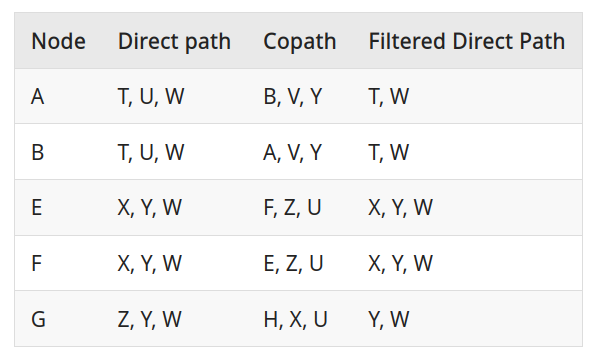 Node Direct path Copath Filtered Direct Path
A T, U, W B, V, Y T, W
B T, U, W A, V, Y T, W
E X, Y, W F, Z, U X, Y, W
F X, Y, W E, Z, U X, Y, W
G Z, Y, W H, X, U Y, W